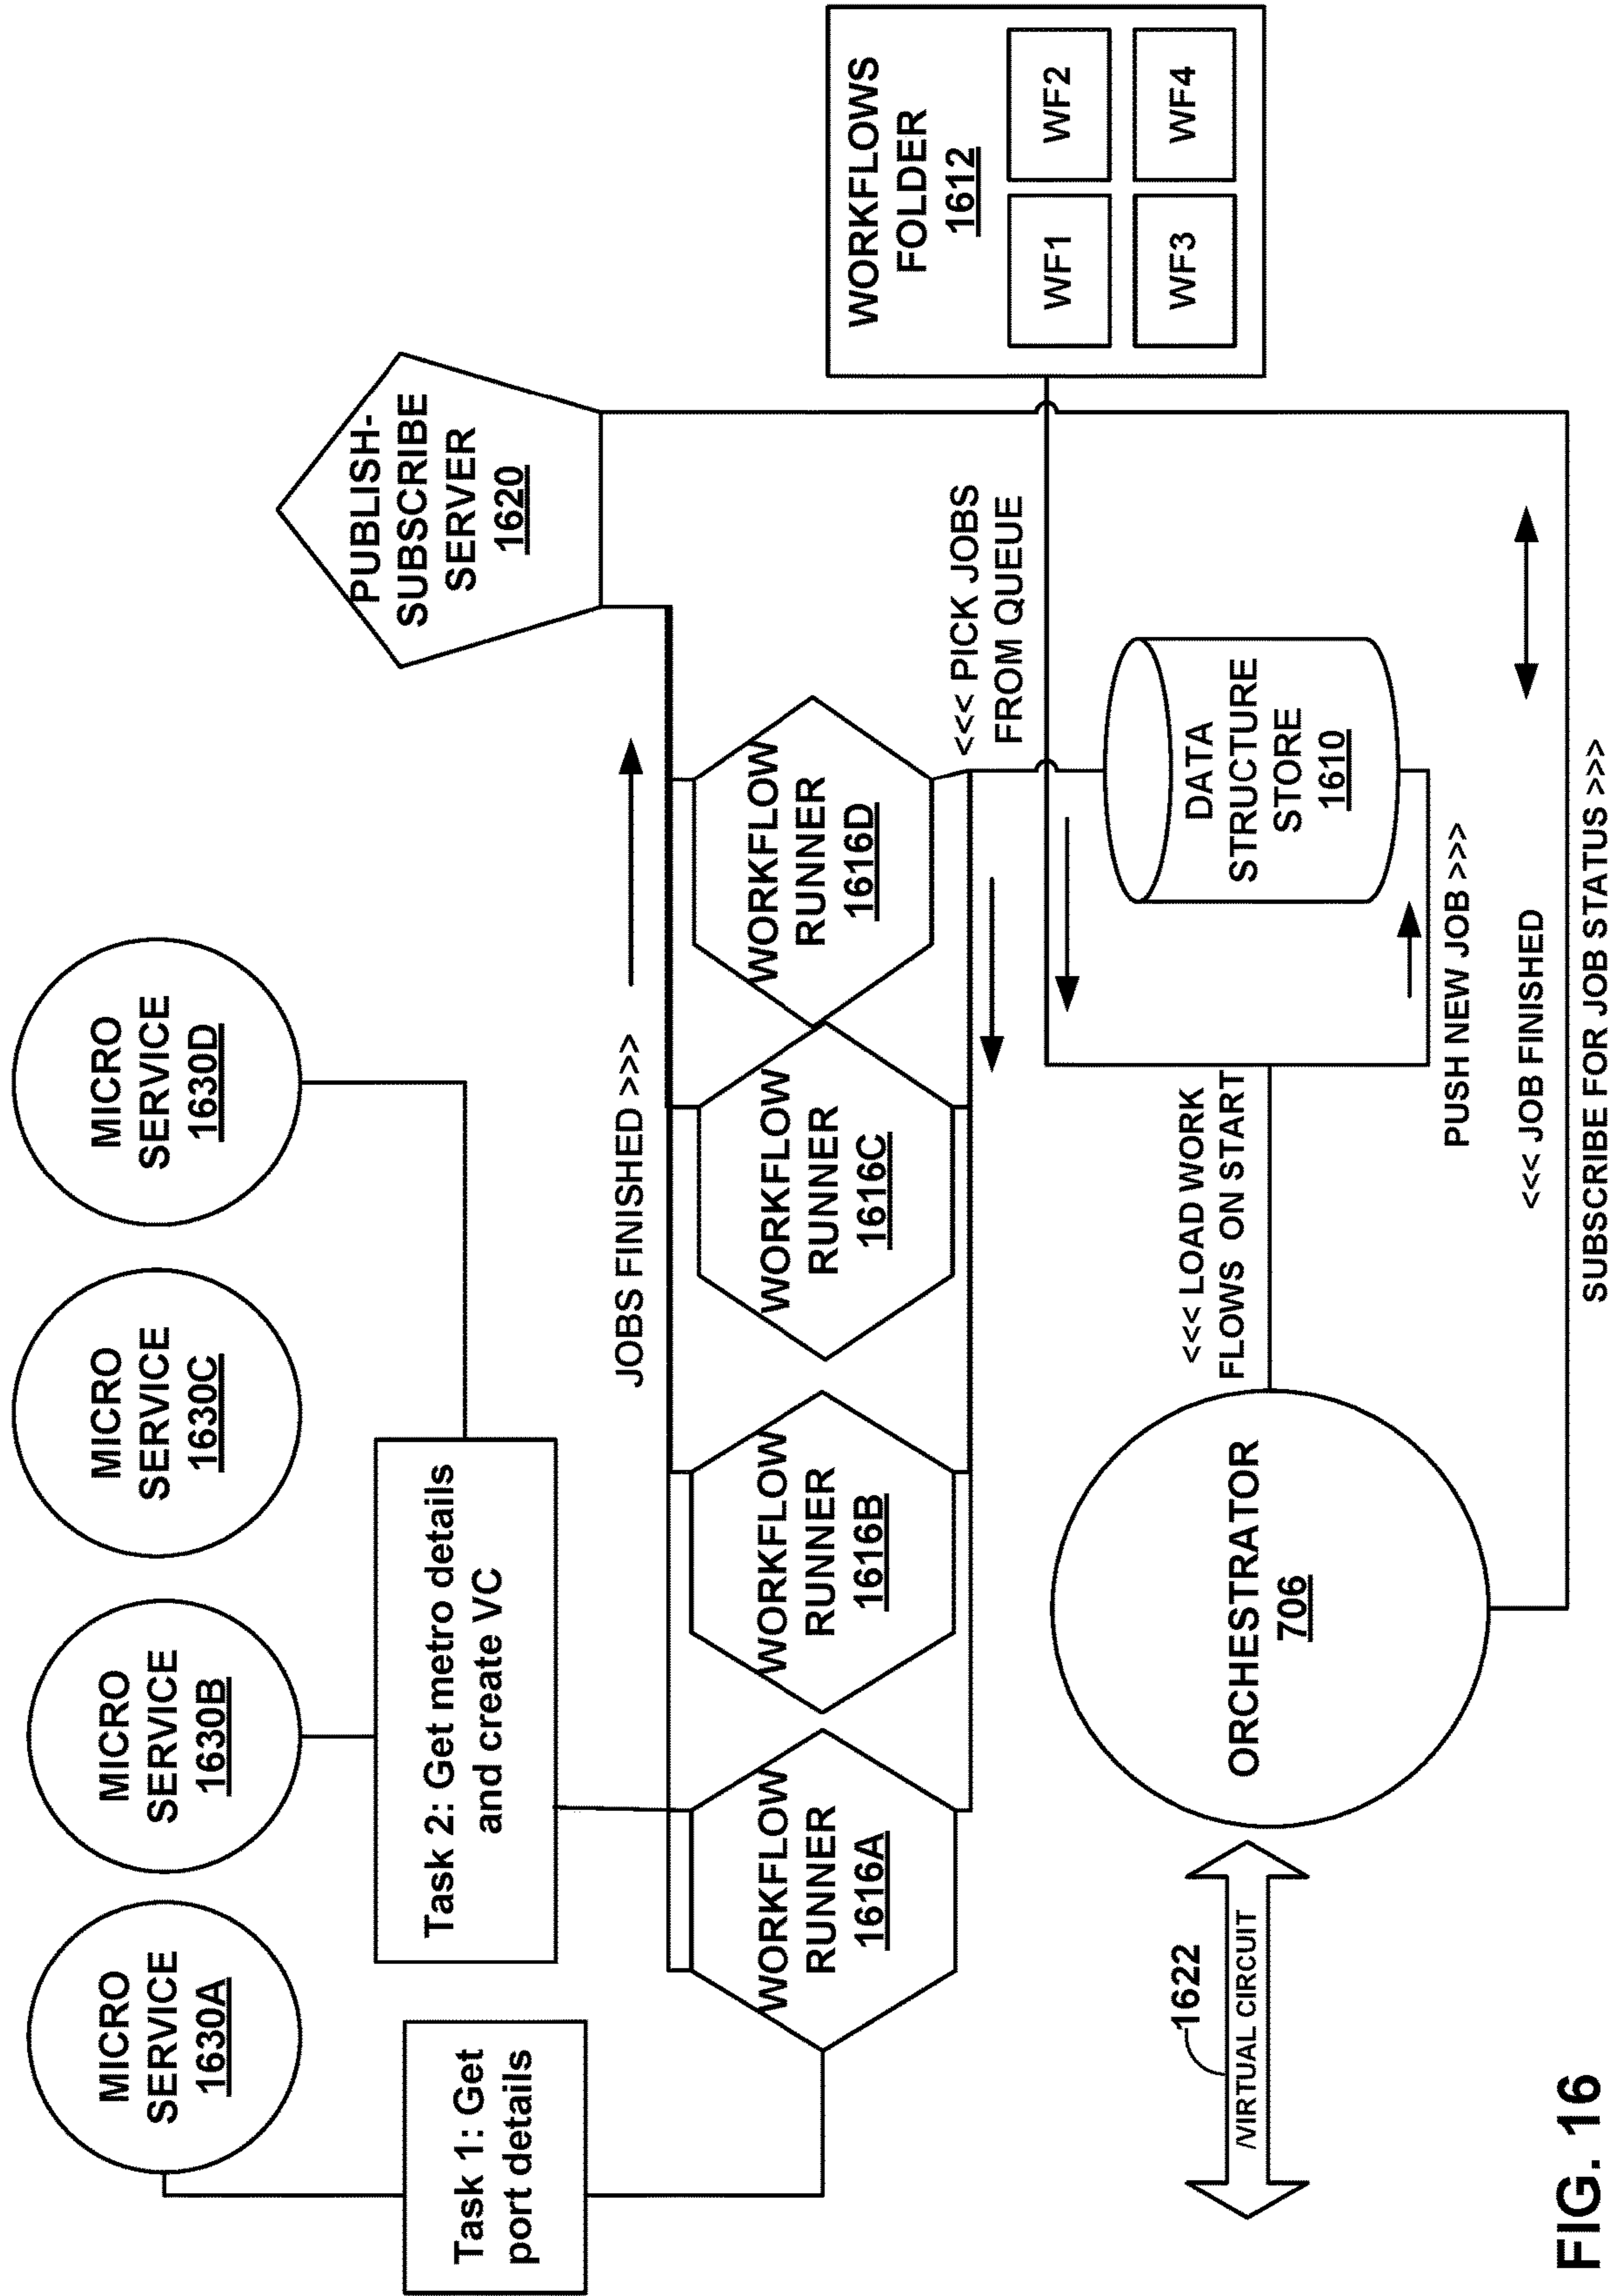 MICRO
SERVICE
1630A
MICRO
SERVICE
1630B
MICRO
SERVICE
1630C
MICRO
SERVICE
1630D
Task 1: Get
port details
Task 2: Get metro details
and create VC
JOBS FINISHED >>>
PUBLISH-
SUBSCRIBE
SERVER
1620
WORKFLOW
RUNNER
1616A
WORKFLOW
RUNNER
1616B
WORKFLOW
RUNNER
1616C
WORKFLOW
RUNNER
1616D
<<< PICK JOBS
FROM QUEUE
WORKFLOWS
FOLDER
1612
WF1
WF2
WF3
WF4
1622
/VIRTUAL CIRCUIT
ORCHESTRATOR
706
<<< LOAD WORK
FLOWS ON START
DATA
STRUCTURE
STORE
1610
PUSH NEW JOB >>>
<<< JOB FINISHED
SUBSCRIBE FOR JOB STATUS >>>
FIG. 16